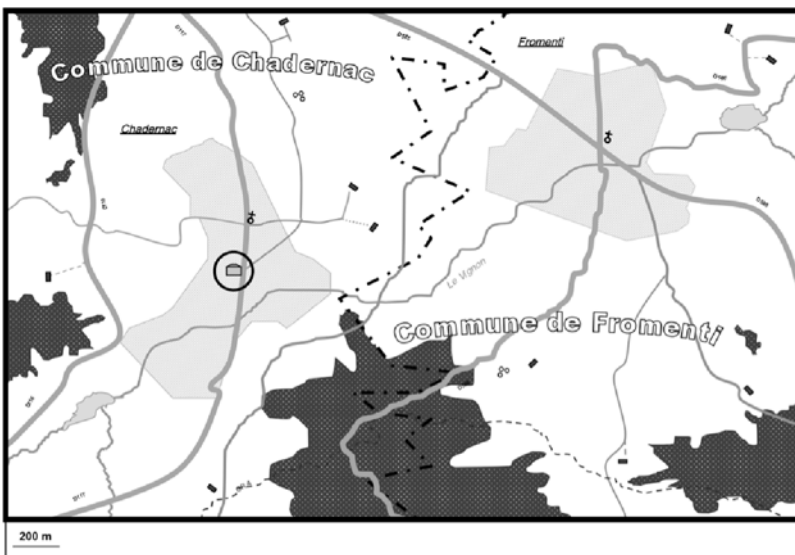 Commune de Chadernac
Fromenti
Chadernac
Le Vignon
Commune de Fromenti
200 m